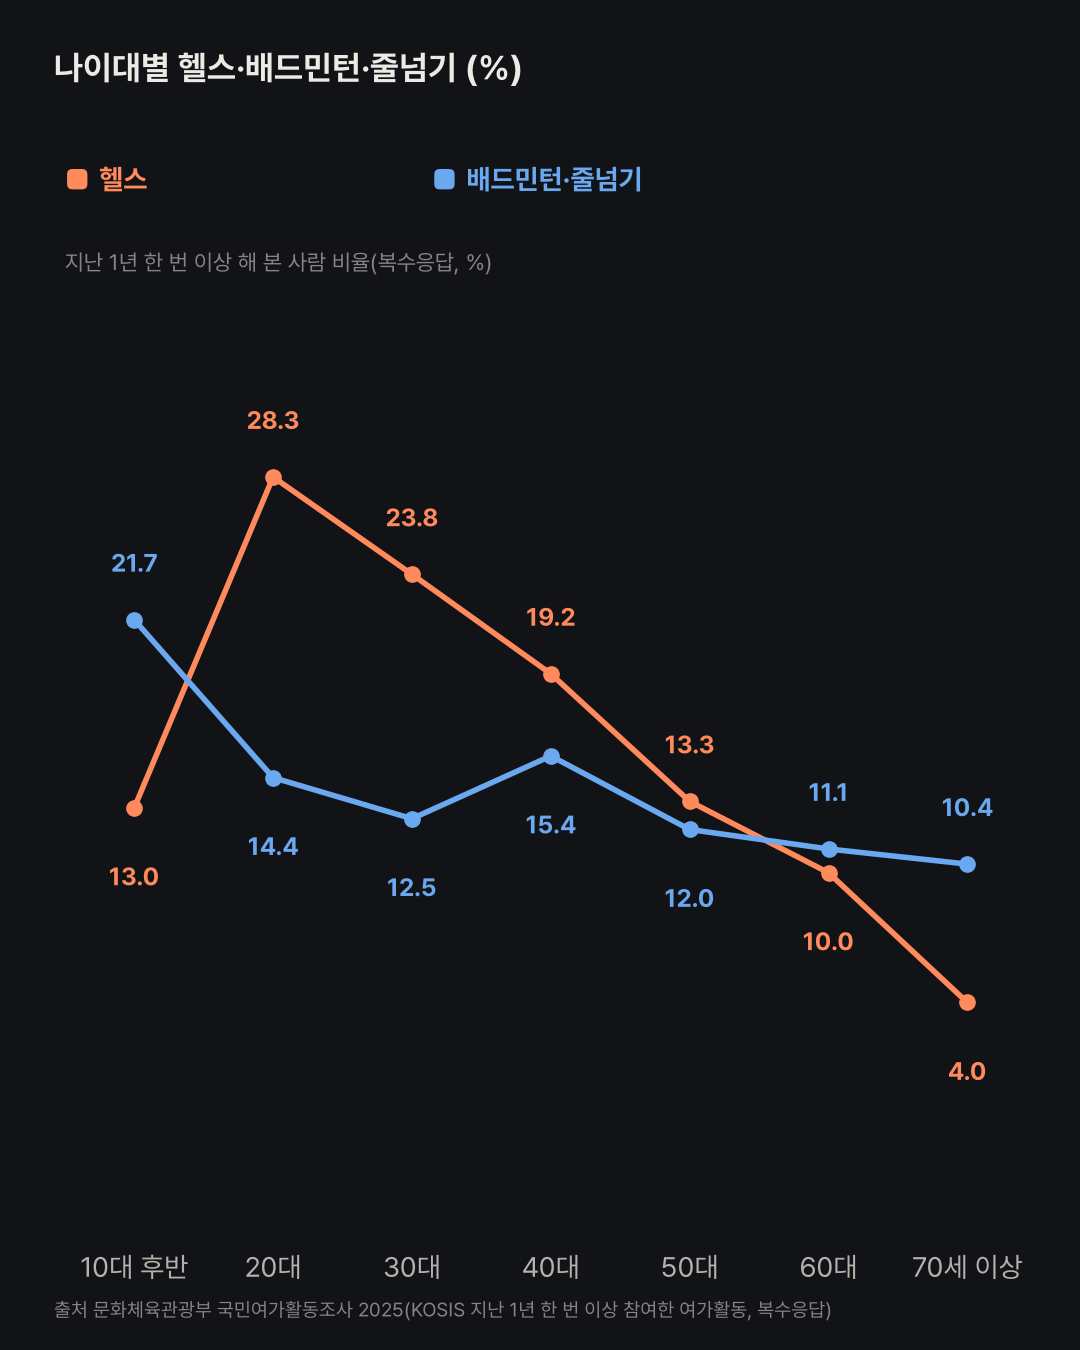 나이대별 헬스·배드민턴·줄넘기 (%)
헬스
배드민턴·줄넘기
지난 1년 한 번 이상 해 본 사람 비율(복수응답, %)
28.3
23.8
21.7
19.2
13.3
11.1
10.4
14.4
15.4
13.0
12.5
12.0
10.0
4.0
10대 후반 20대 30대 40대 50대 60대 70세 이상
출처 문화체육관광부 국민여가활동조사 2025(KOSIS 지난 1년 한 번 이상 참여한 여가활동, 복수응답)